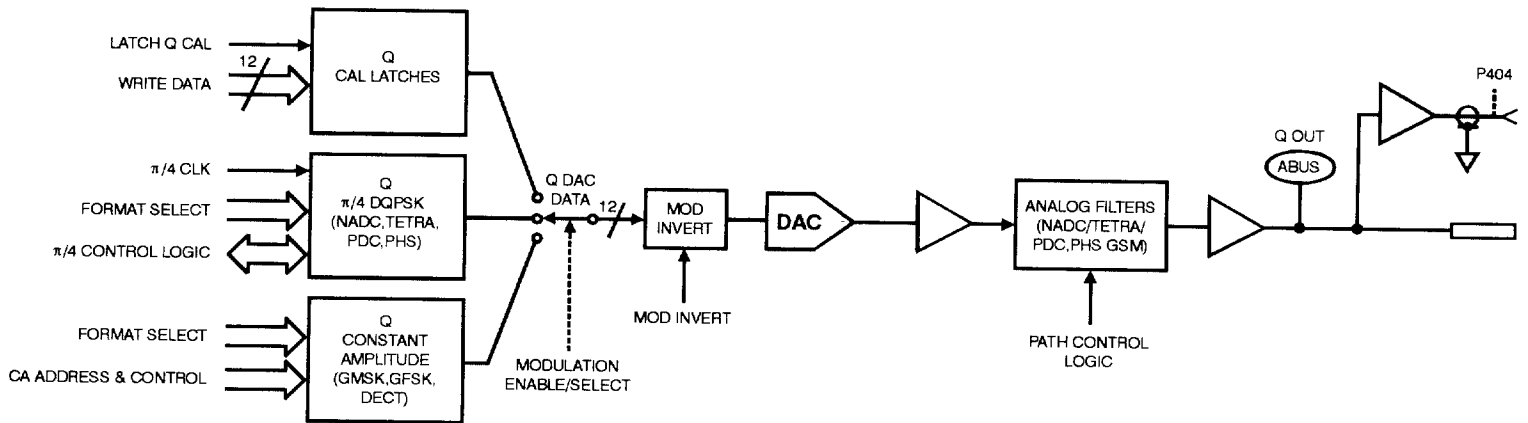 LATCH Q CAL
12
WRITE DATA
Q
CAL LATCHES
π/4 CLK
FORMAT SELECT
π/4 CONTROL LOGIC
Q
π/4 DQPSK
(NADC,TETRA,
PDC,PHS)
FORMAT SELECT
CA ADDRESS & CONTROL
Q
CONSTANT
AMPLITUDE
(GMSK,GFSK,
DECT)
Q DAC
DATA
12
MODULATION
ENABLE/SELECT
MOD
INVERT
MOD INVERT
DAC
ANALOG FILTERS
(NADC/TETRA/
PDC,PHS GSM)
PATH CONTROL
LOGIC
Q OUT
ABUS
P404